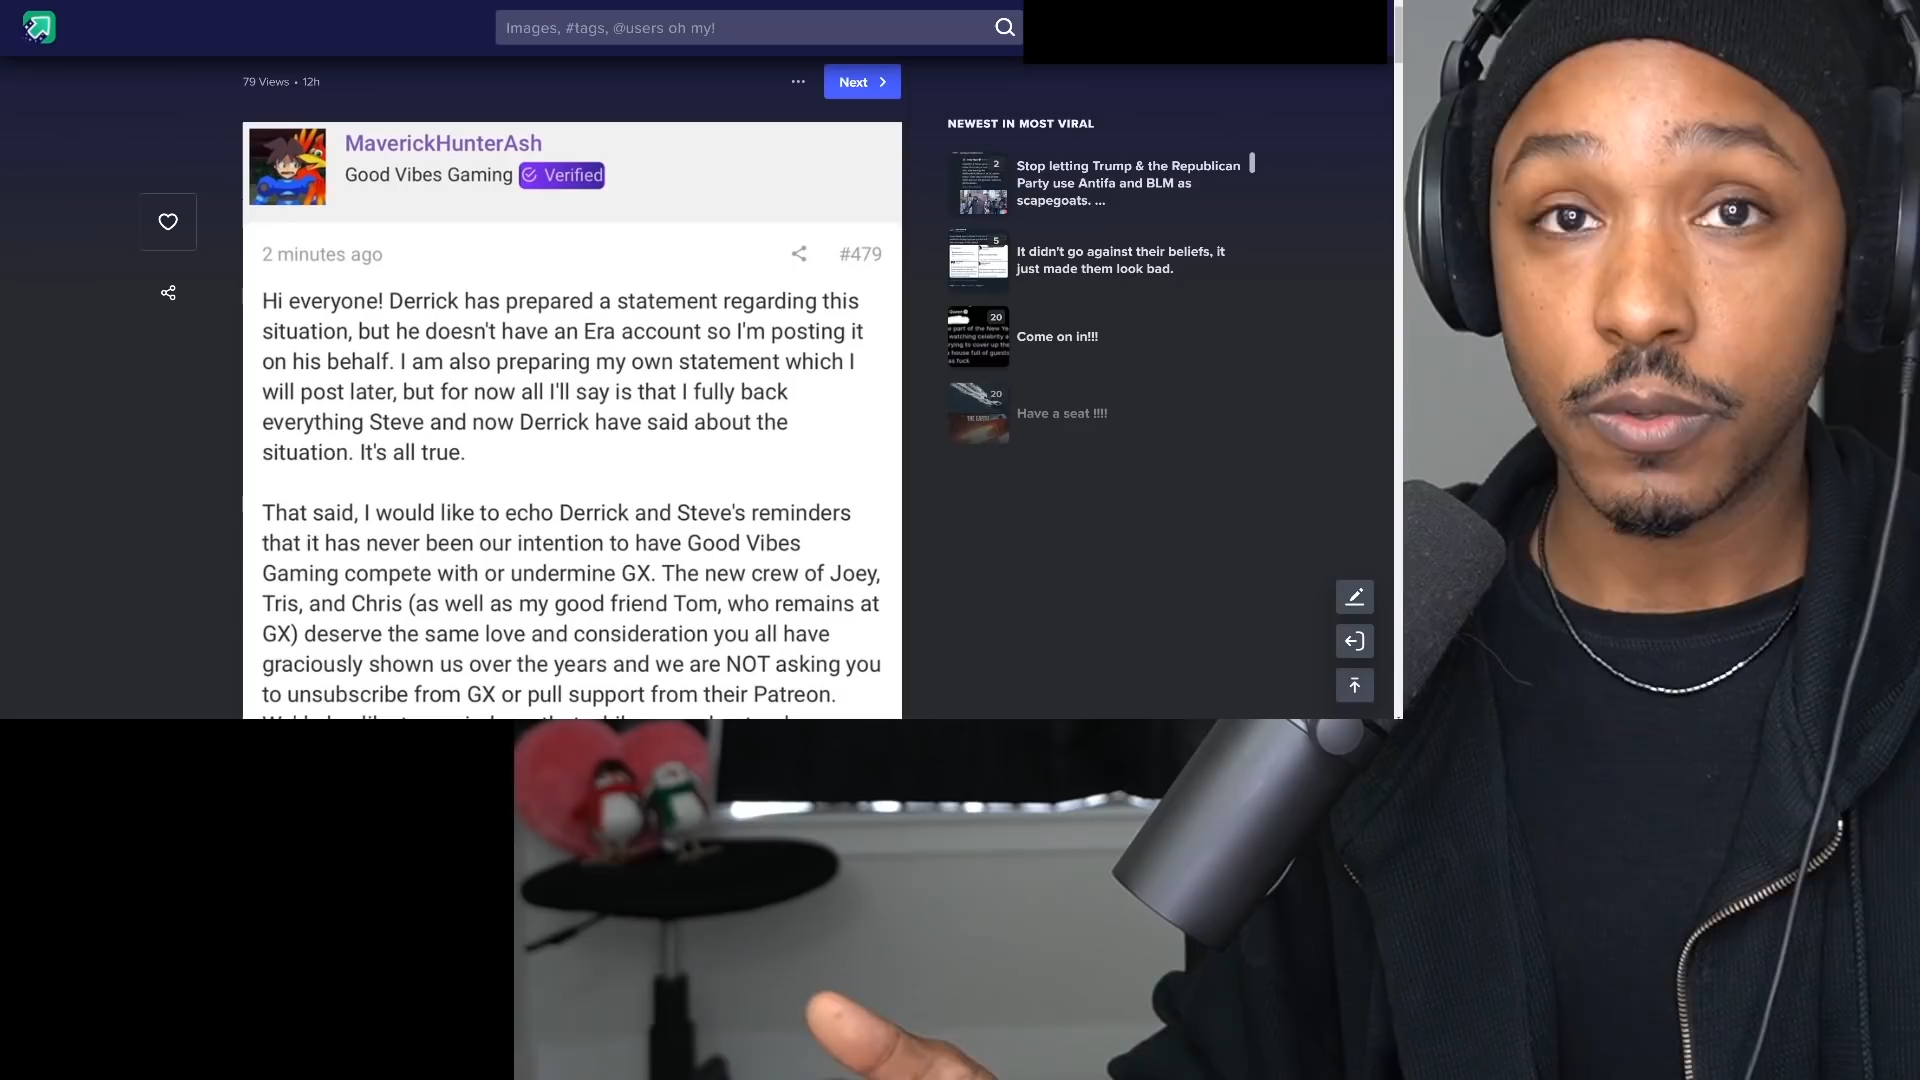 Images, #tags, @users oh my!
79 Views • 12h
Next
MaverickHunterAsh
Good Vibes Gaming Verified
2 minutes ago
#479
Hi everyone! Derrick has prepared a statement regarding this
situation, but he doesn't have an Era account so I'm posting it
on his behalf. I am also preparing my own statement which I
will post later, but for now all I'll say is that I fully back
everything Steve and now Derrick have said about the
situation. It's all true.
That said, I would like to echo Derrick and Steve's reminders
that it has never been our intention to have Good Vibes
Gaming compete with or undermine GX. The new crew of Joey,
Tris, and Chris (as well as my good friend Tom, who remains at
GX) deserve the same love and consideration you all have
graciously shown us over the years and we are NOT asking you
to unsubscribe from GX or pull support from their Patreon.
NEWEST IN MOST VIRAL
2
Stop letting Trump & the Republican
Party use Antifa and BLM as
scapegoats. ...
5
It didn't go against their beliefs, it
just made them look bad.
20
Come on in!!!
20
Have a seat !!!!